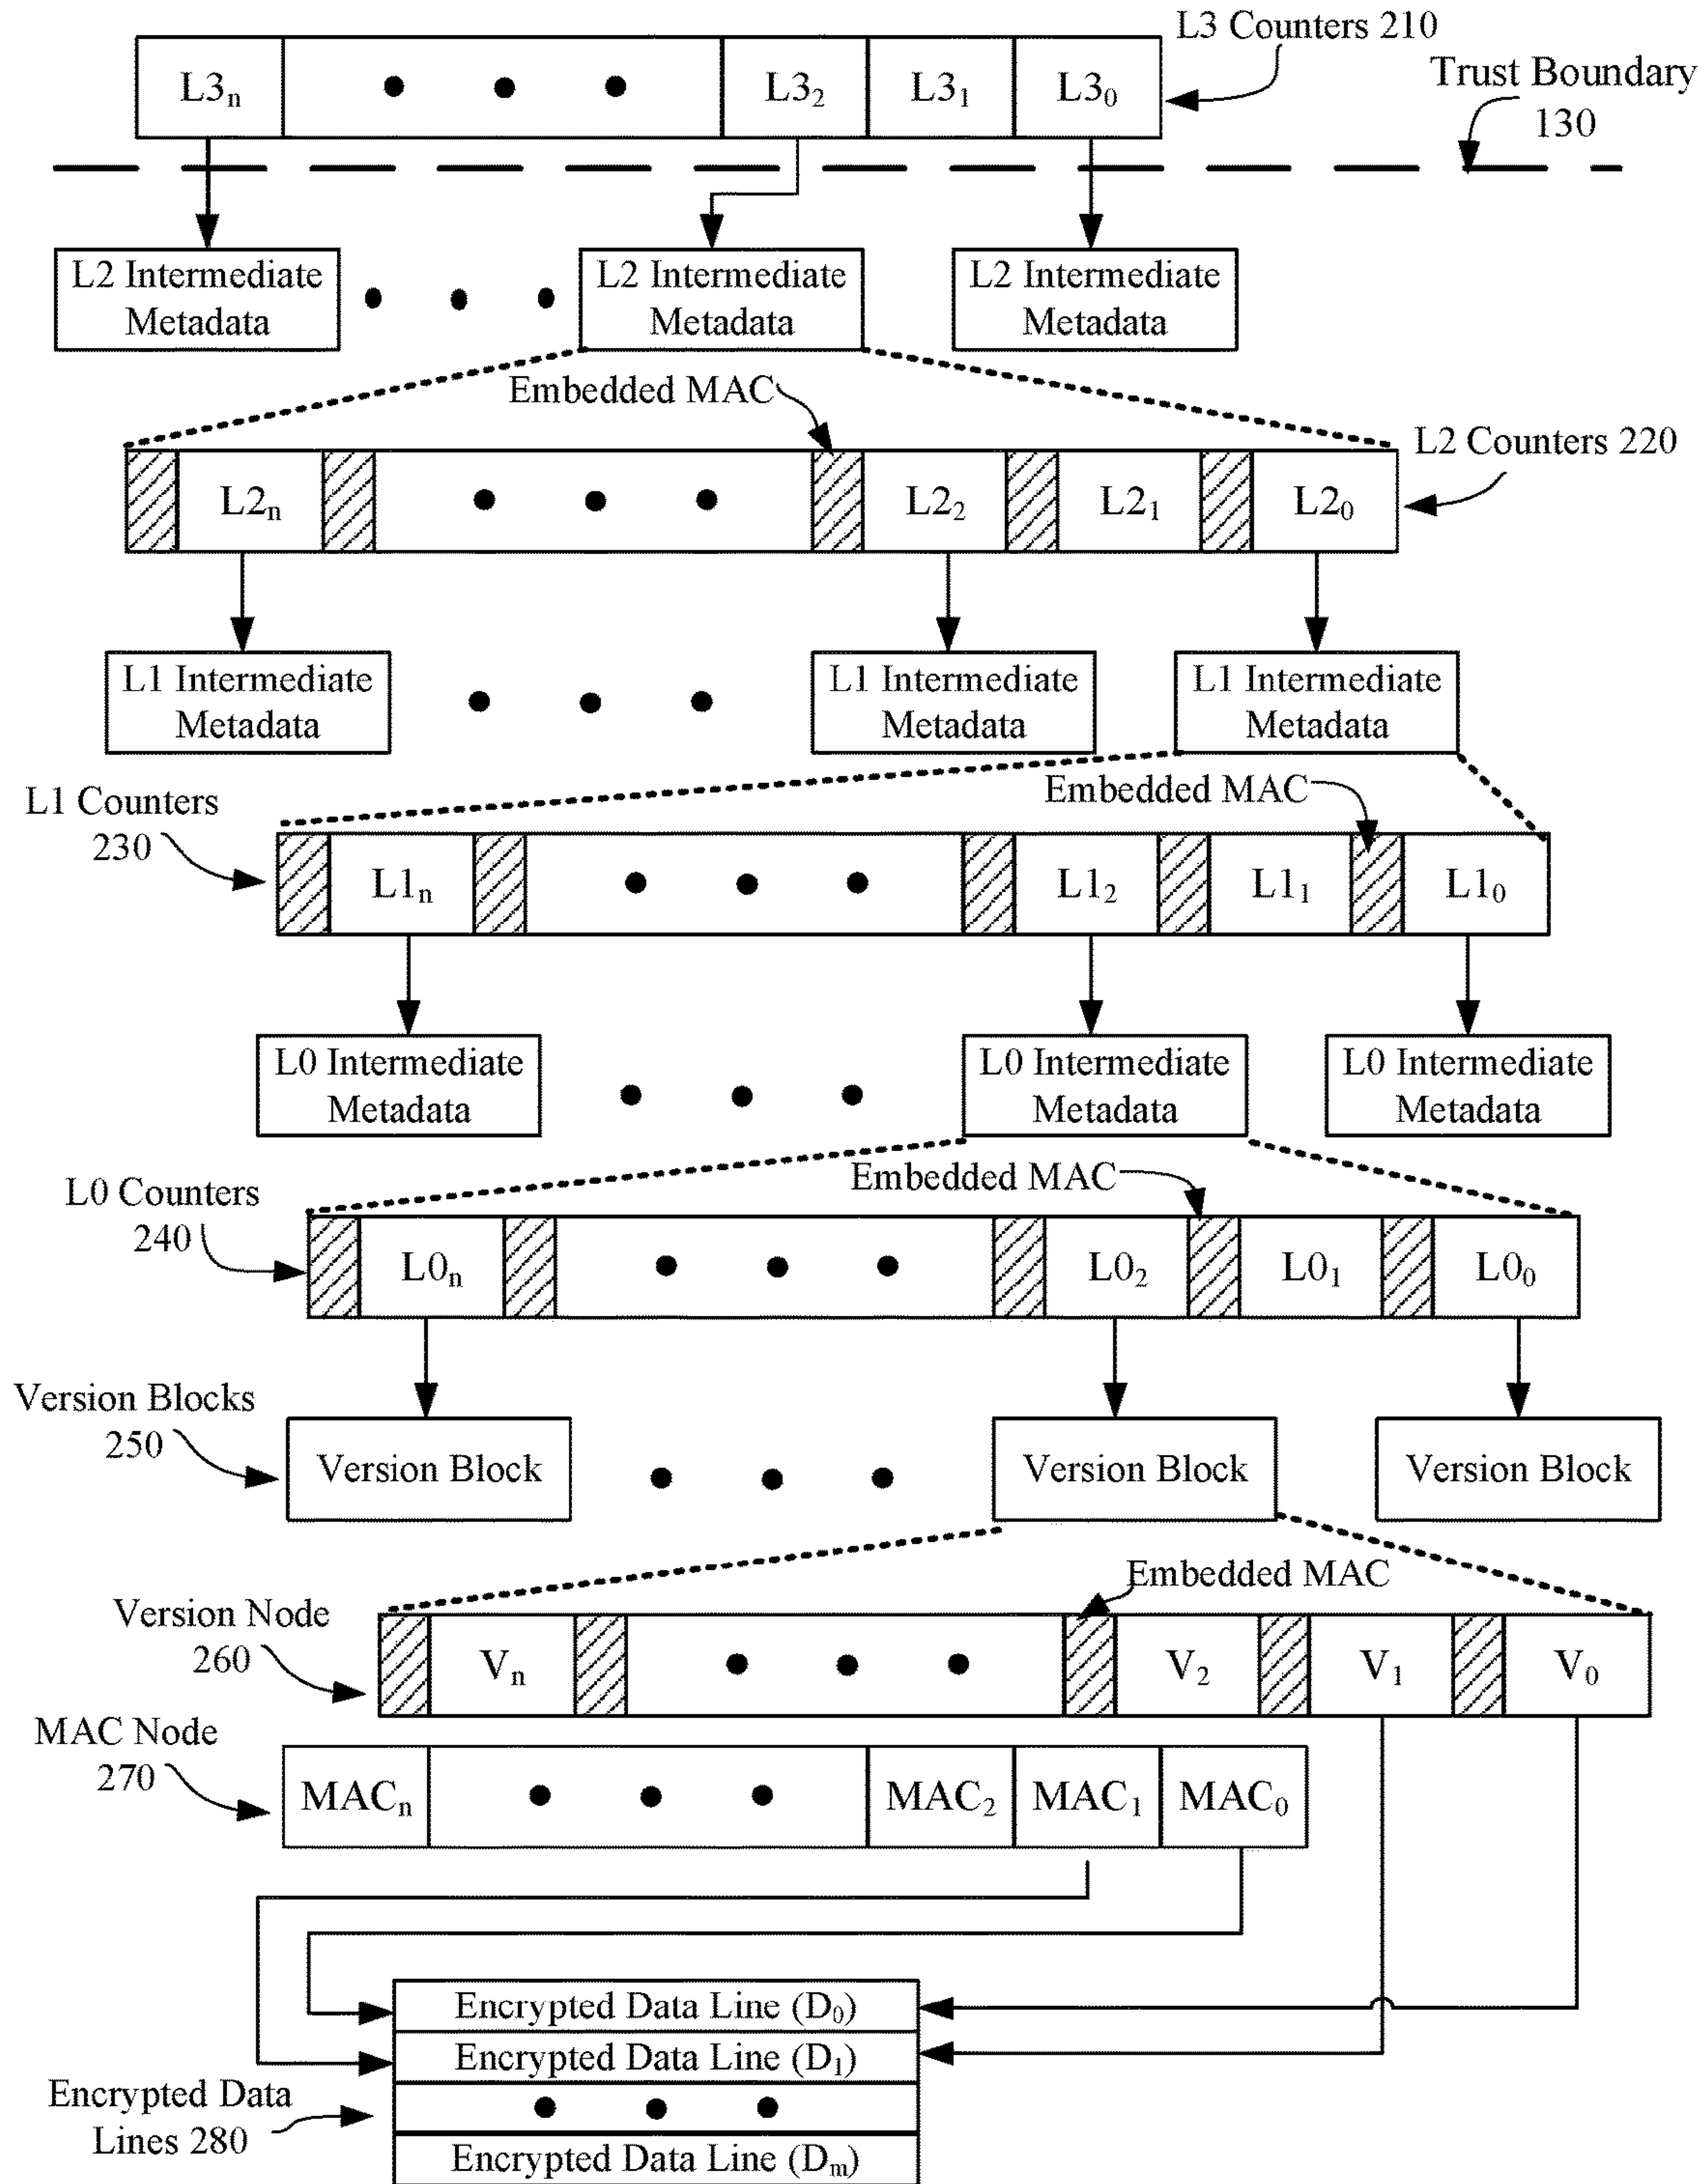 L3 Counters 210
L3n L32 L31 L30
Trust Boundary
130
L2 Intermediate
Metadata
L2 Intermediate
Metadata
L2 Intermediate
Metadata
Embedded MAC
L2 Counters 220
L2n L22 L21 L20
L1 Intermediate
Metadata
L1 Intermediate
Metadata
L1 Intermediate
Metadata
Embedded MAC
L1 Counters
230
L1n L12 L11 L10
L0 Intermediate
Metadata
L0 Intermediate
Metadata
L0 Intermediate
Metadata
Embedded MAC
L0 Counters
240
L0n L02 L01 L00
Version Blocks
250
Version Block
Version Block
Version Block
Embedded MAC
Version Node
260
Vn V2 V1 V0
MAC Node
270
MACn MAC2 MAC1 MAC0
Encrypted Data Line (D0)
Encrypted Data Line (D1)
Encrypted Data
Lines 280
Encrypted Data Line (Dm)